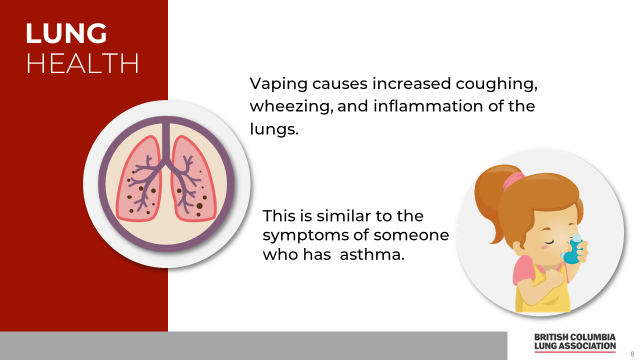 LUNG
HEALTH
Vaping causes increased coughing,
wheezing, and inflammation of the
lungs.
This is similar to the
symptoms of someone
who has  asthma.
BRITISH COLUMBIA
LUNG ASSOCIATION
8